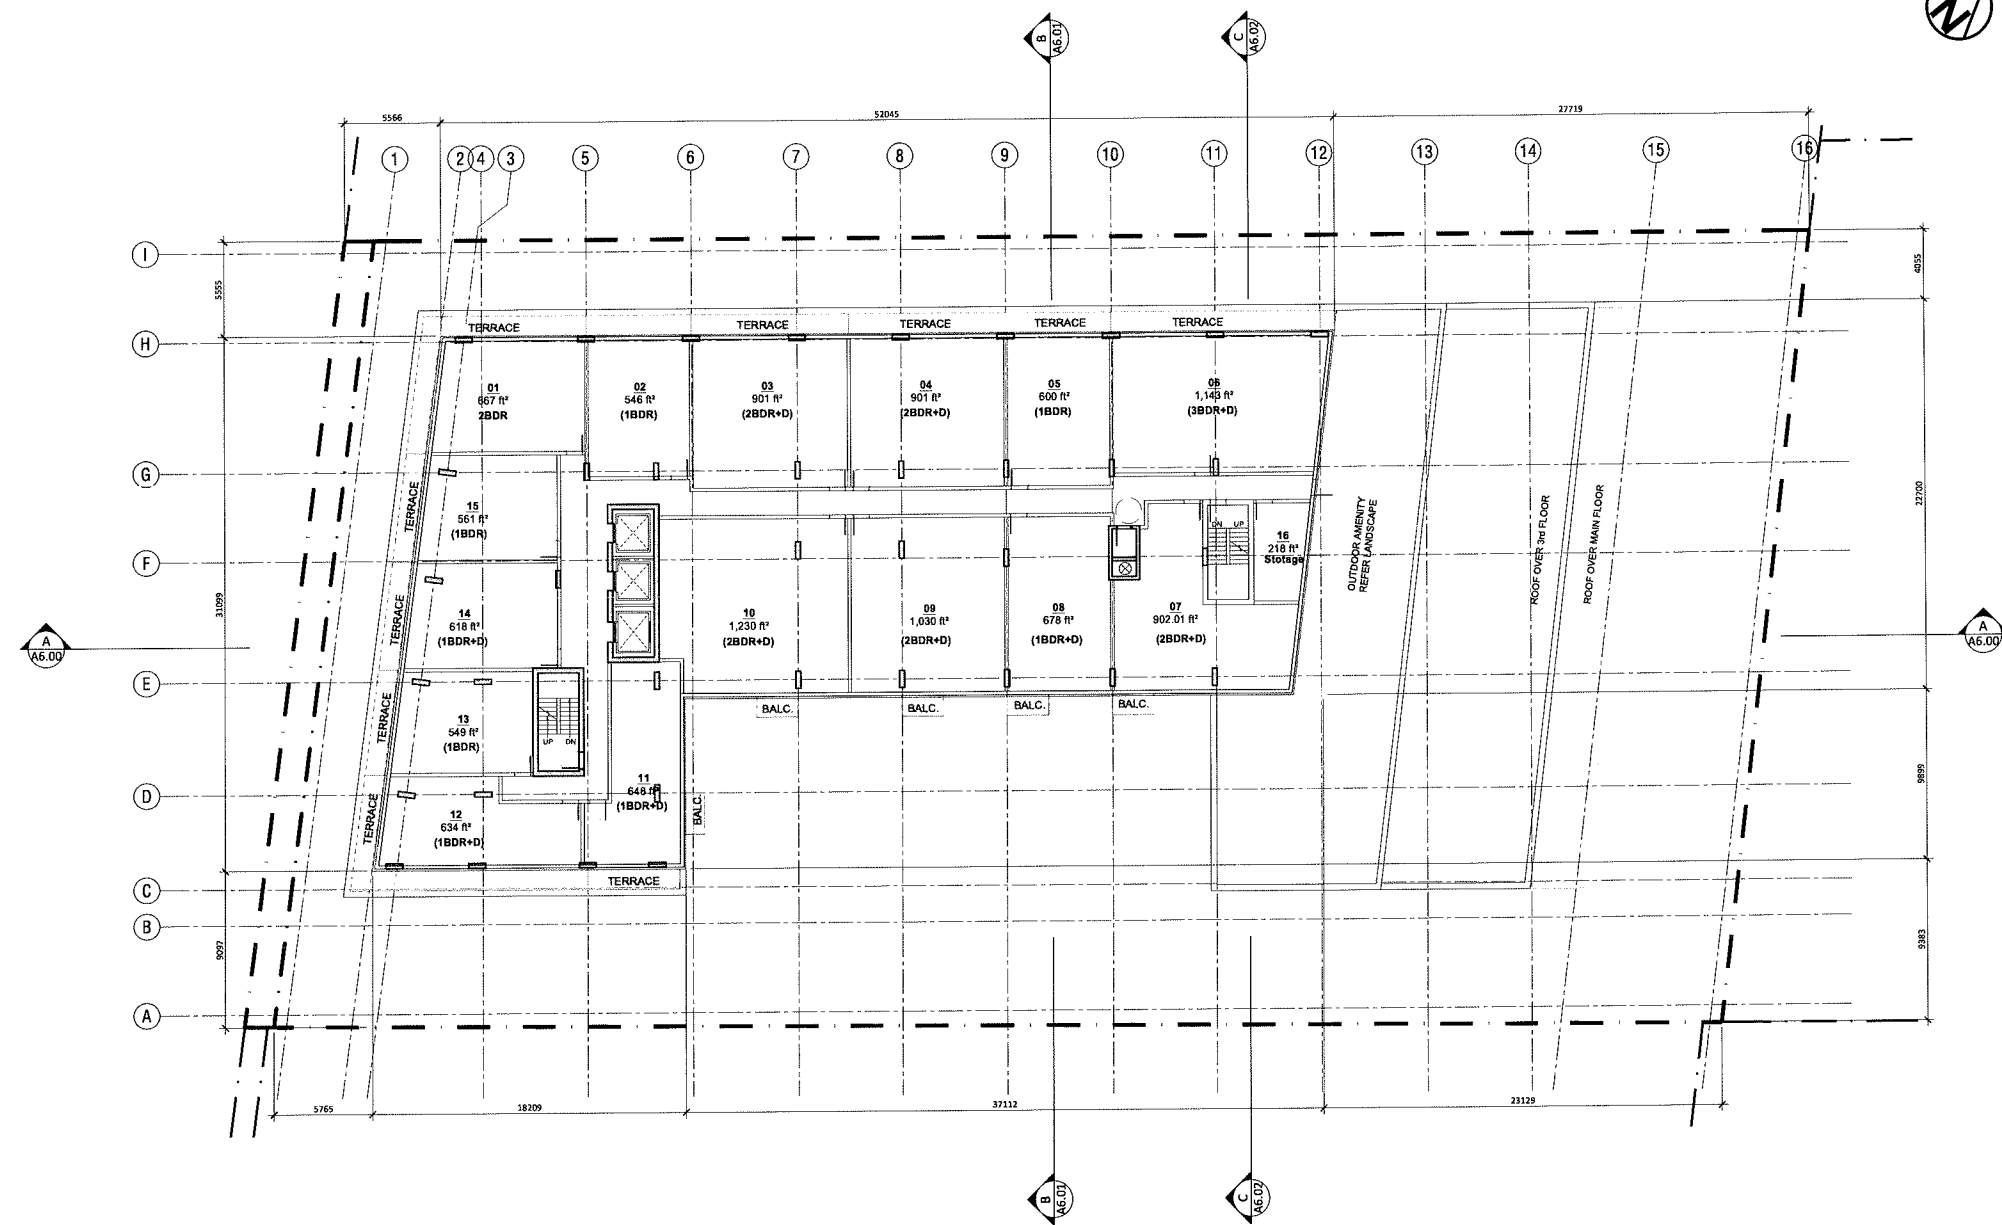 N
B
A6.01
C
A6.02
5566
52045
27719
1
2
4
3
5
6
7
8
9
10
11
12
13
14
15
16
I
H
G
F
E
D
C
B
A
5555
31099
9097
4055
22700
9899
9383
TERRACE
TERRACE
TERRACE
TERRACE
TERRACE
01
667 ft²
2BDR
02
546 ft²
(1BDR)
03
901 ft²
(2BDR+D)
04
901 ft²
(2BDR+D)
05
600 ft²
(1BDR)
06
1,143 ft²
(3BDR+D)
TERRACE
15
561 ft²
(1BDR)
DN
UP
16
218 ft²
Stotage
OUTDOOR AMENITY
REFER LANDSCAPE
ROOF OVER 3rd FLOOR
ROOF OVER MAIN FLOOR
TERRACE
14
618 ft²
(1BDR+D)
10
1,230 ft²
(2BDR+D)
09
1,030 ft²
(2BDR+D)
08
678 ft²
(1BDR+D)
07
902.01 ft²
(2BDR+D)
A
A6.00
A
A6.00
TERRACE
13
549 ft²
(1BDR)
UP
DN
BALC.
BALC.
BALC.
BALC.
11
648 ft²
(1BDR+D)
BALC.
TERRACE
12
634 ft²
(1BDR+D)
TERRACE
5765
18209
37112
23129
B
A6.01
C
A6.02